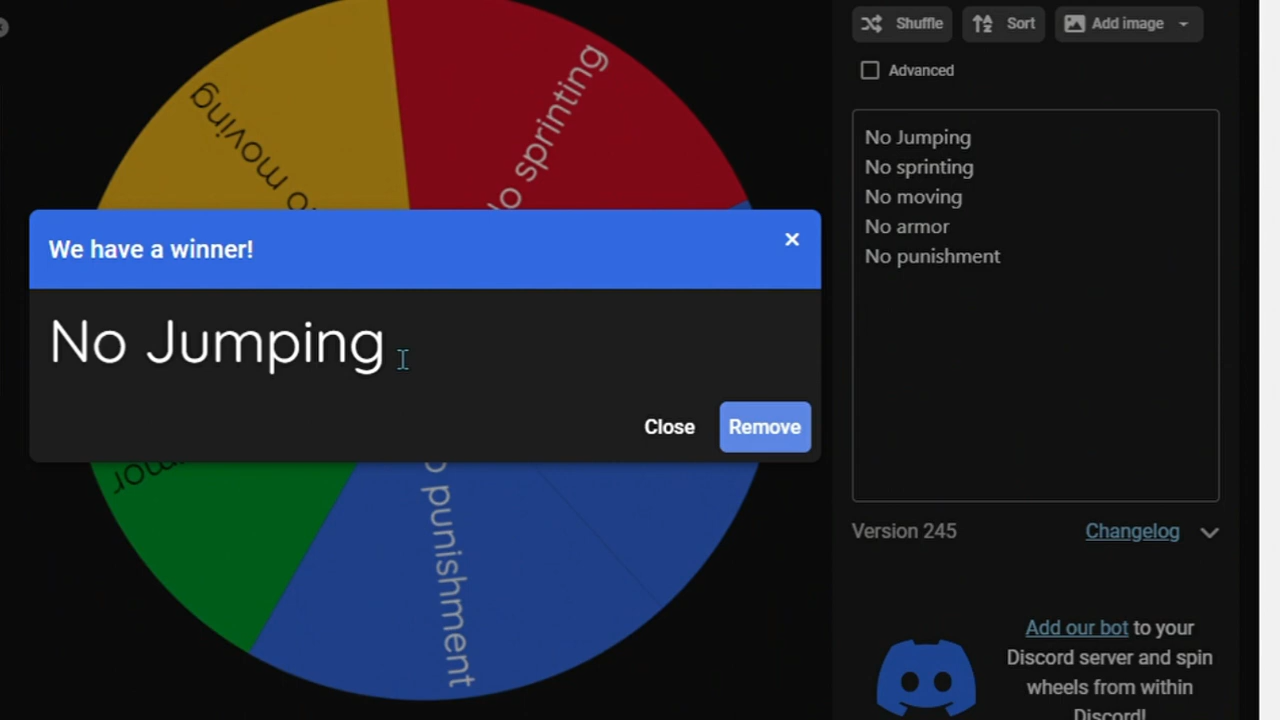 Shuffle
Sort
Add image
Advanced
No Jumping
No sprinting
No moving
No armor
No punishment
o moving
o sprinting
We have a winner!
No Jumping
Close
Remove
mor
o punishment
Version 245
Changelog
Add our bot to your
Discord server and spin
wheels from within
Discord!